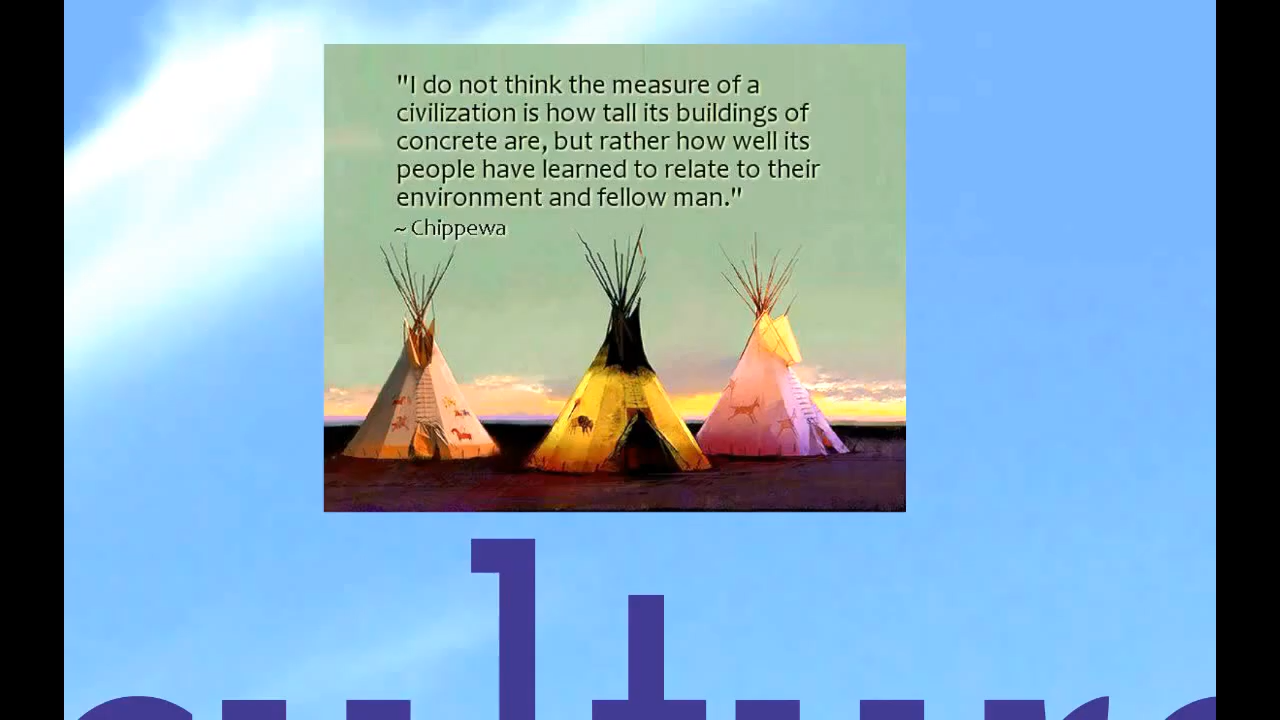 "I do not think the measure of a
civilization is how tall its buildings of
concrete are, but rather how well its
people have learned to relate to their
environment and fellow man."
~ Chippewa
culture